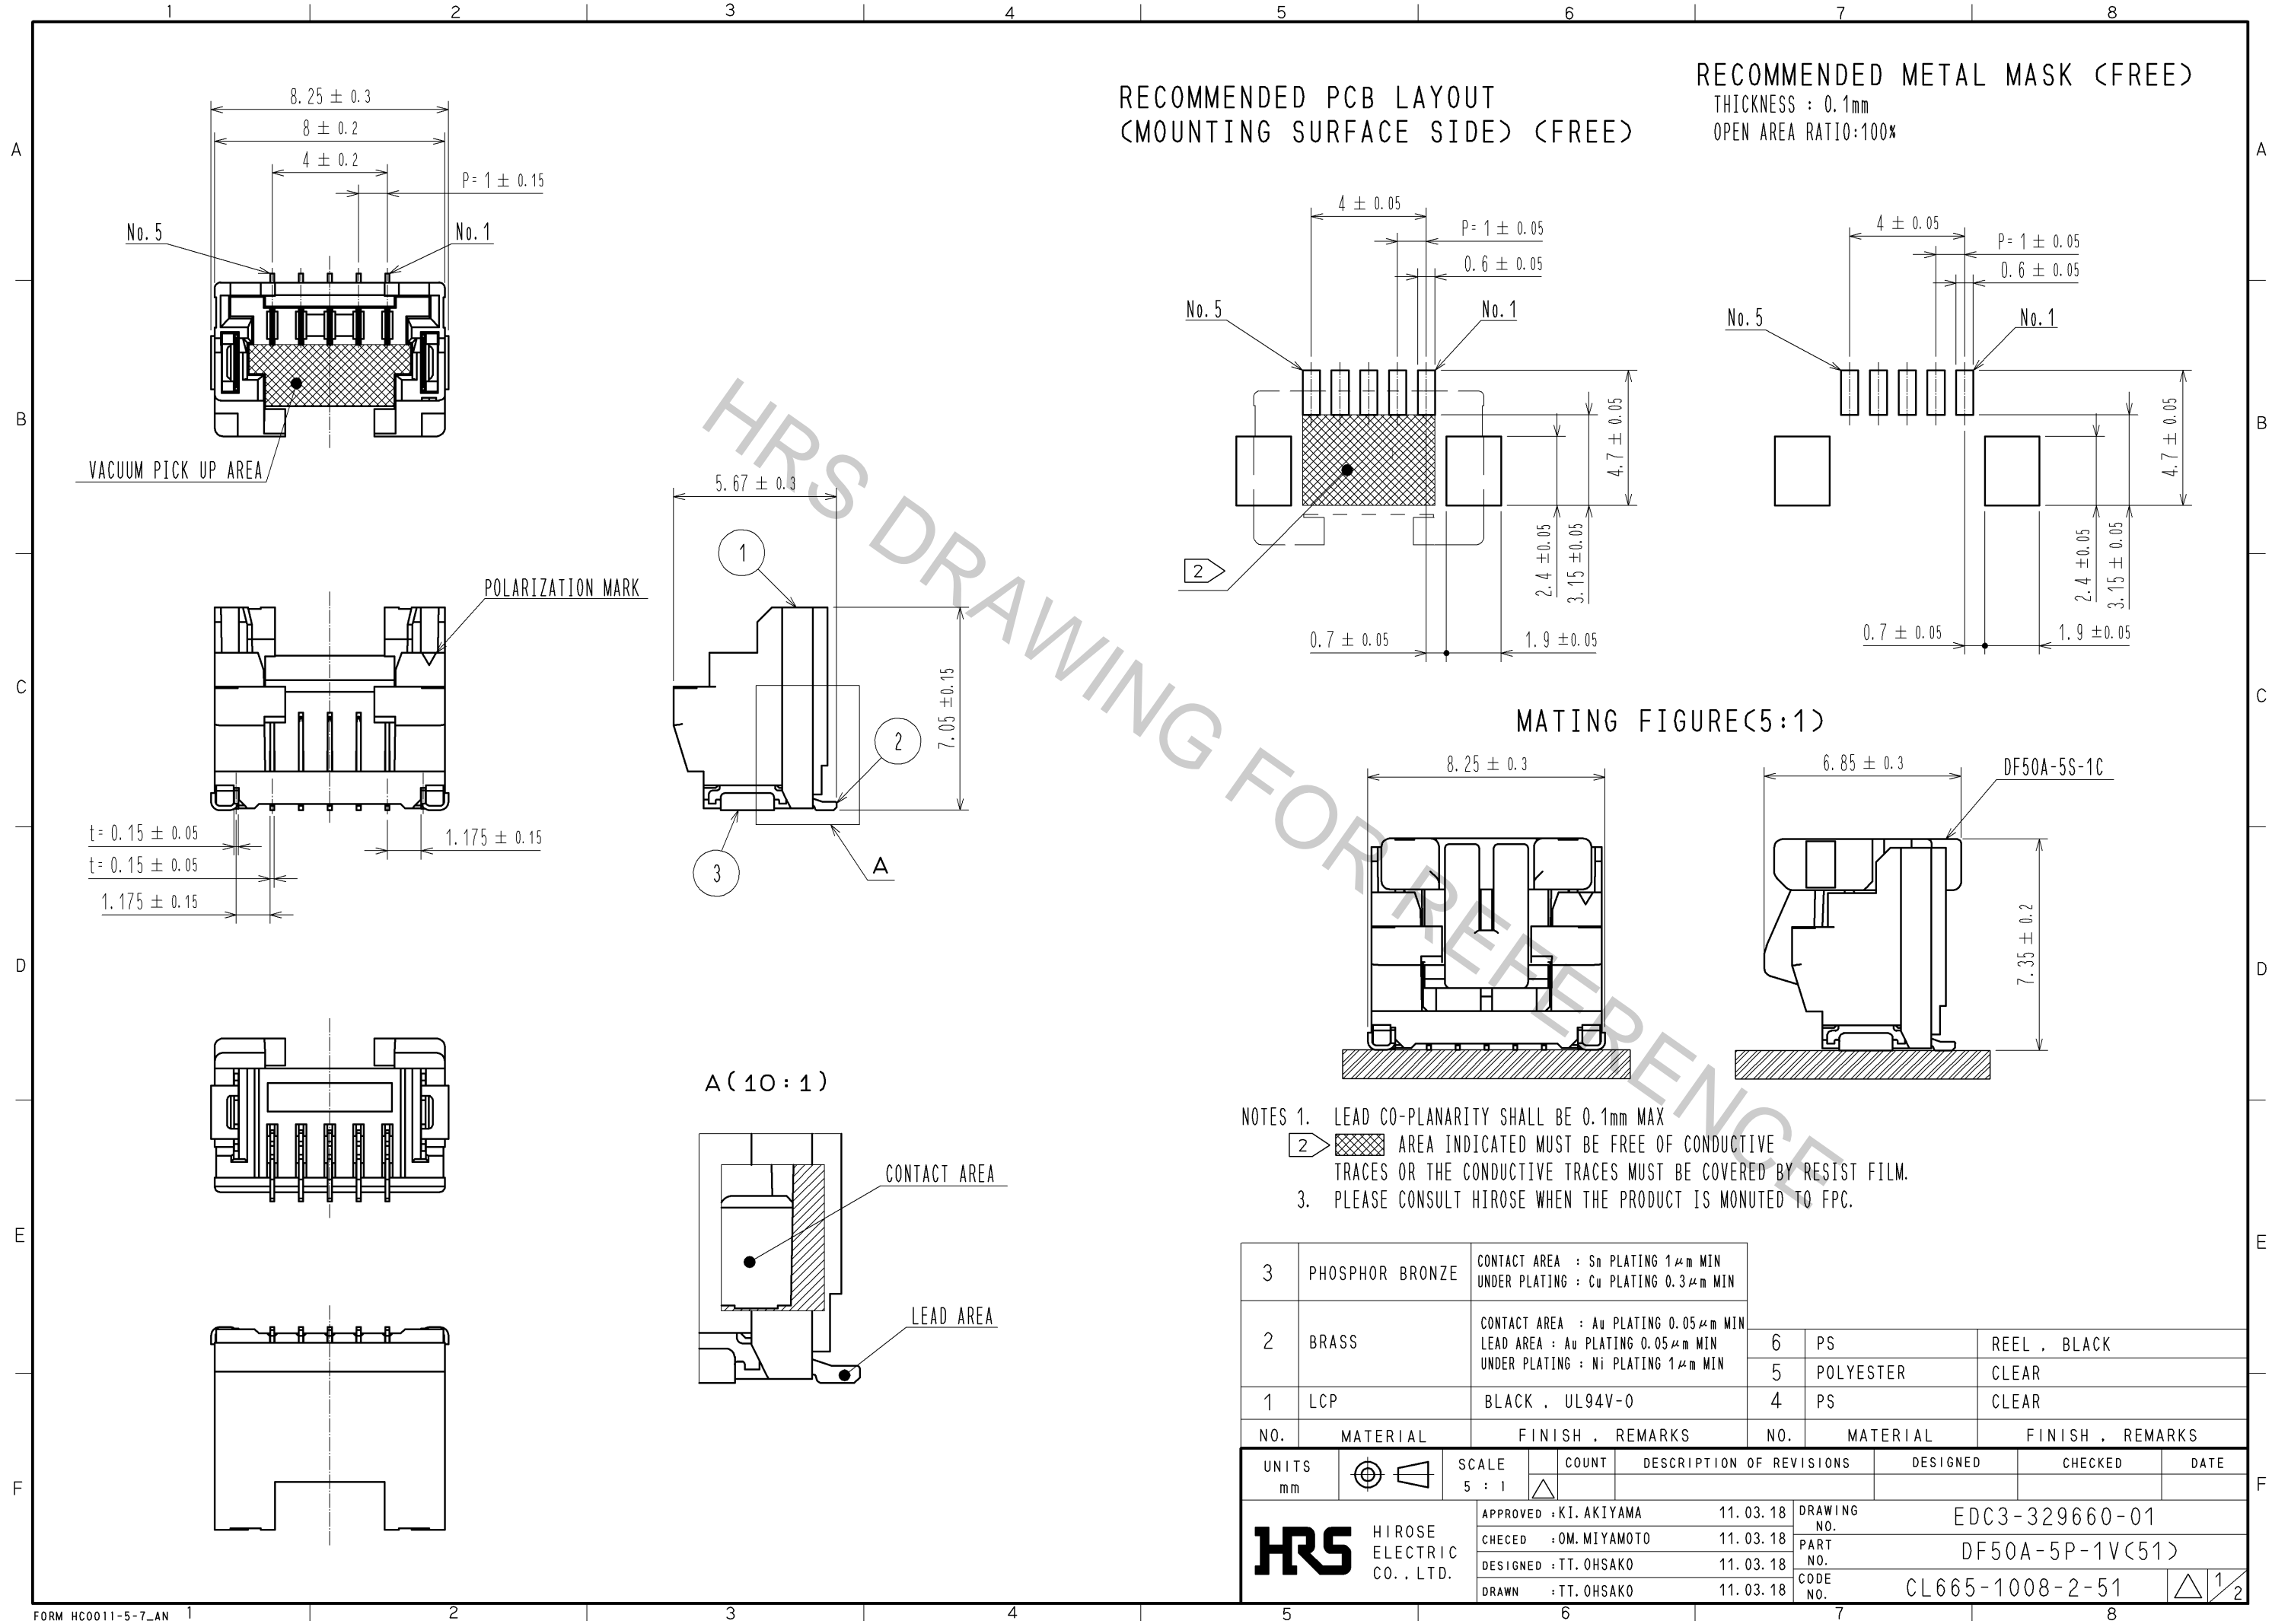 1 2 3 4 5 6 7 8
A B C D E F
A B C D E F
8.25 ± 0.3
8 ± 0.2
4 ± 0.2
P= 1 ± 0.15
No. 5
No. 1
VACUUM PICK UP AREA
POLARIZATION MARK
t= 0.15 ± 0.05
t= 0.15 ± 0.05
1.175 ± 0.15
1.175 ± 0.15
5.67 ± 0.3
1
2
3
7.05 ±0.15
A
A(10:1)
CONTACT AREA
LEAD AREA
RECOMMENDED PCB LAYOUT
(MOUNTING SURFACE SIDE) (FREE)
4 ± 0.05
P= 1 ± 0.05
0.6 ± 0.05
No. 5
No. 1
4.7 ± 0.05
2.4 ±0.05
3.15 ±0.05
2
0.7 ± 0.05
1.9 ±0.05
RECOMMENDED METAL MASK (FREE)
THICKNESS : 0.1mm
OPEN AREA RATIO:100%
4 ± 0.05
P= 1 ± 0.05
0.6 ± 0.05
No. 5
No. 1
4.7 ± 0.05
2.4 ±0.05
3.15 ± 0.05
0.7 ± 0.05
1.9 ±0.05
MATING FIGURE(5:1)
8.25 ± 0.3
6.85 ± 0.3
DF50A-5S-1C
7.35 ± 0.2
HRS DRAWING FOR REFERENCE
NOTES 1. LEAD CO-PLANARITY SHALL BE 0.1mm MAX
2 AREA INDICATED MUST BE FREE OF CONDUCTIVE
TRACES OR THE CONDUCTIVE TRACES MUST BE COVERED BY RESIST FILM.
3. PLEASE CONSULT HIROSE WHEN THE PRODUCT IS MONUTED TO FPC.
3 PHOSPHOR BRONZE CONTACT AREA : Sn PLATING 1μm MIN
UNDER PLATING : Cu PLATING 0.3μm MIN
2 BRASS CONTACT AREA : Au PLATING 0.05μm MIN
LEAD AREA : Au PLATING 0.05μm MIN
UNDER PLATING : Ni PLATING 1μm MIN
1 LCP BLACK , UL94V-0
6 PS REEL , BLACK
5 POLYESTER CLEAR
4 PS CLEAR
NO. MATERIAL FINISH , REMARKS NO. MATERIAL FINISH , REMARKS
UNITS
mm
SCALE
5 : 1
COUNT DESCRIPTION OF REVISIONS DESIGNED CHECKED DATE
HRS
HIROSE
ELECTRIC
CO., LTD.
APPROVED : KI. AKIYAMA 11.03.18
CHECED : OM. MIYAMOTO 11.03.18
DESIGNED : TT. OHSAKO 11.03.18
DRAWN : TT. OHSAKO 11.03.18
DRAWING NO. EDC3-329660-01
PART NO. DF50A-5P-1V(51)
CODE NO. CL665-1008-2-51
1/2
FORM HC0011-5-7_AN
1 2 3 4 5 6 7 8